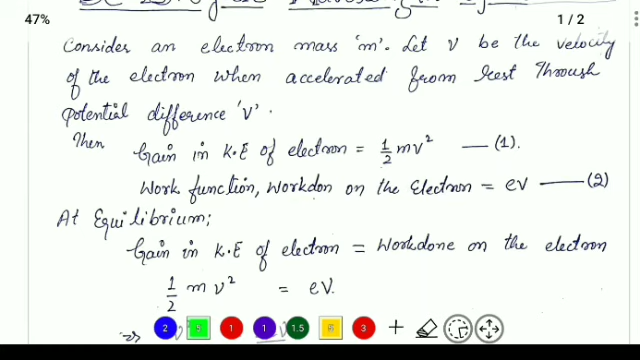 47%
1 / 2
Consider an electron mass 'm'. Let v be the velocity
of the electron when accelerated from rest through
potential difference 'V'.
Then Gain in K.E of electron = 1/2 mv² — (1).
Work function, workdon on the electron = eV — (2)
At Equilibrium;
Gain in K.E of electron = Workdone on the electron
1/2 m v² = eV.
2 5 1 1 1.5 5 3